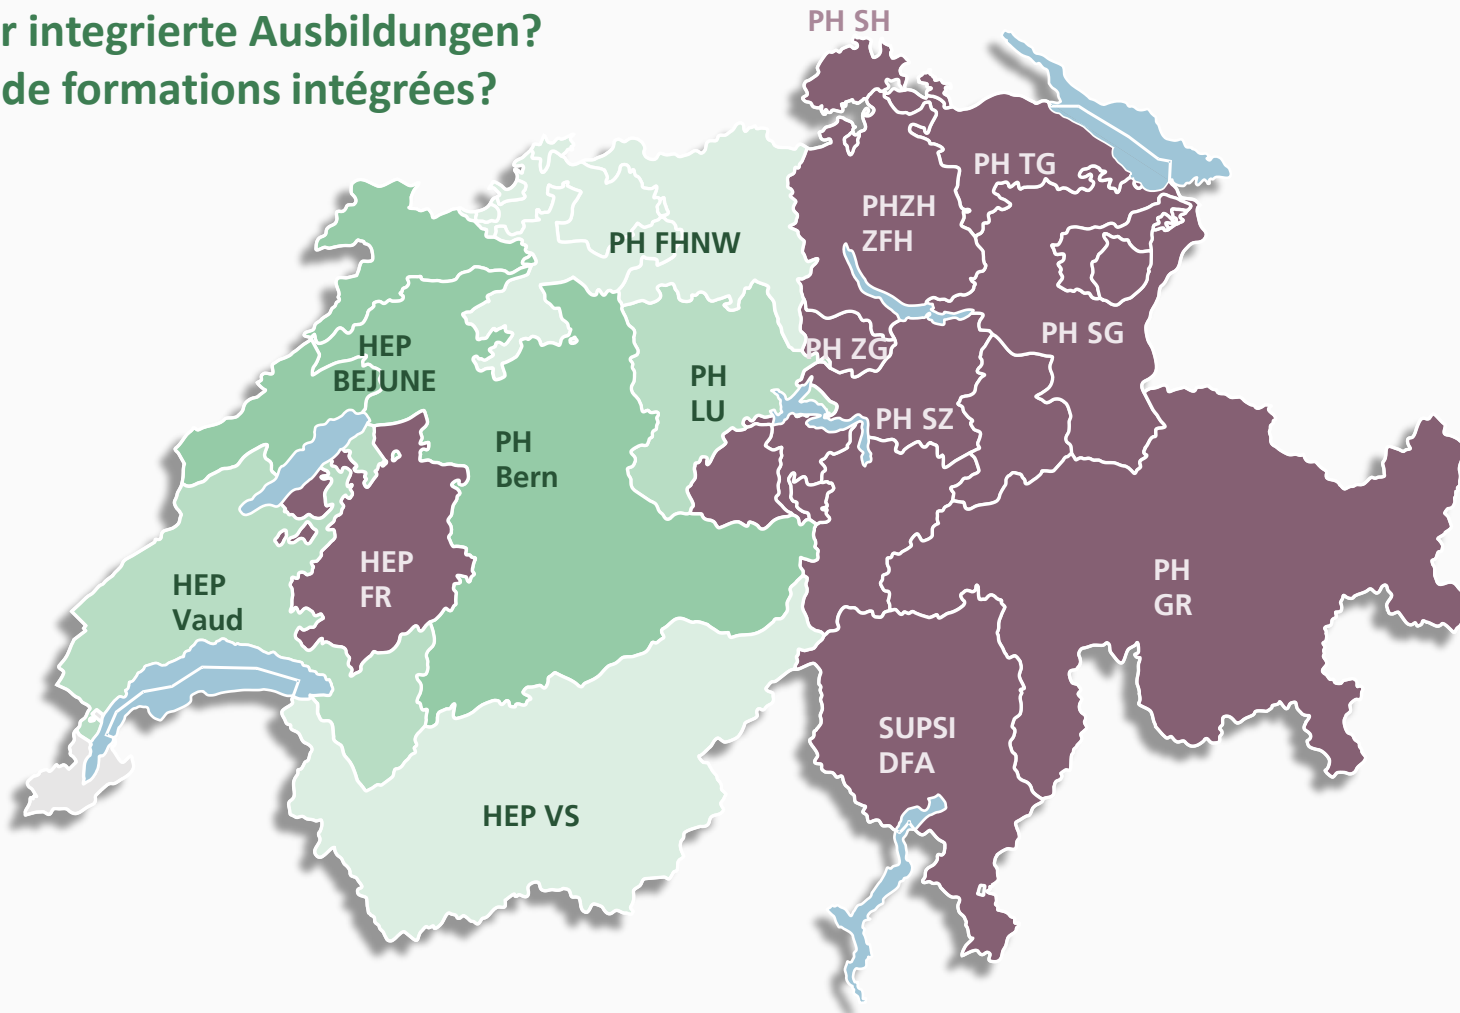 r integrierte Ausbildungen?
de formations intégrées?
PH SH
PH TG
PHZH
ZFH
PH FHNW
PH SG
HEP
BEJUNE
PH ZG
PH
LU
PH SZ
PH
Bern
HEP
FR
PH
GR
HEP
Vaud
SUPSI
DFA
HEP VS